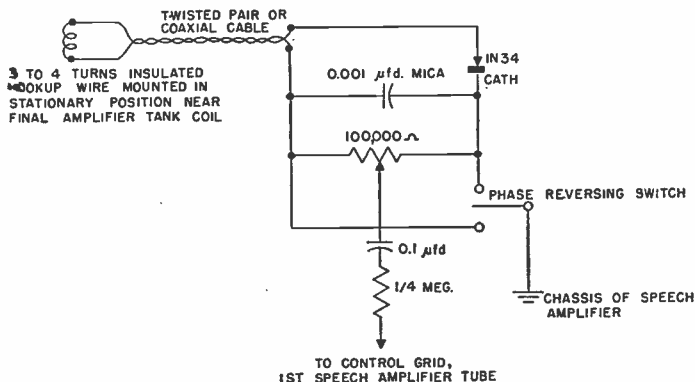 TWISTED PAIR OR
COAXIAL CABLE
3 TO 4 TURNS INSULATED
HOOKUP WIRE MOUNTED IN
STATIONARY POSITION NEAR
FINAL AMPLIFIER TANK COIL
IN34
CATH
0.001 µfd. MICA
100,000 Ω
PHASE REVERSING SWITCH
0.1 µfd
1/4 MEG.
CHASSIS OF SPEECH
AMPLIFIER
TO CONTROL GRID,
1ST SPEECH AMPLIFIER TUBE